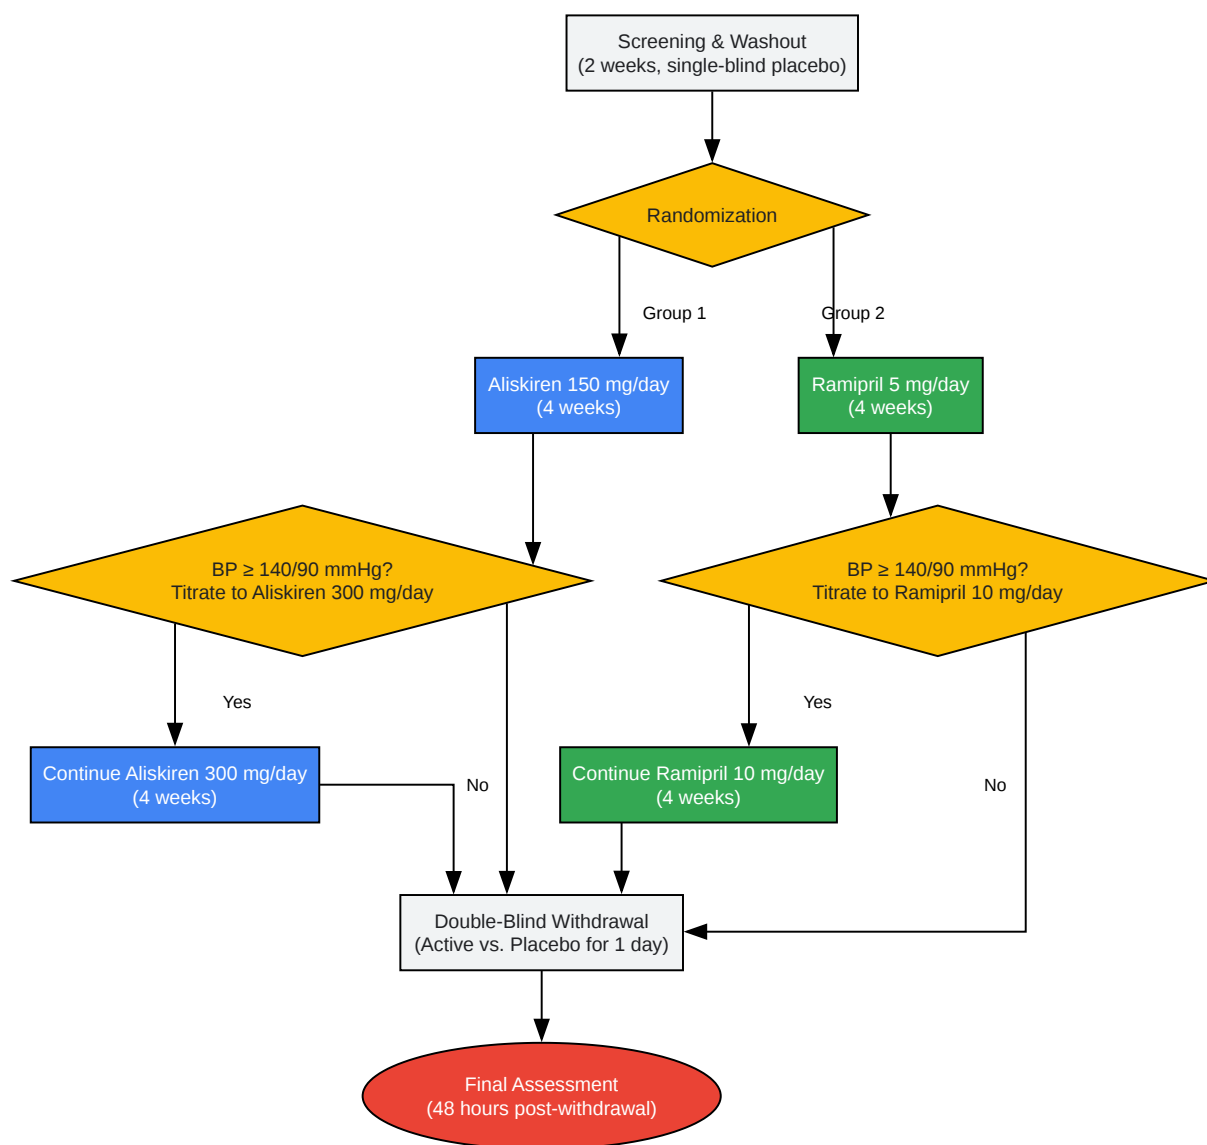 Screening & Washout
(2 weeks, single-blind placebo)
Randomization
Group 1
Group 2
Aliskiren 150 mg/day
(4 weeks)
Ramipril 5 mg/day
(4 weeks)
BP ≥ 140/90 mmHg?
Titrate to Aliskiren 300 mg/day
BP ≥ 140/90 mmHg?
Titrate to Ramipril 10 mg/day
Yes
Yes
Continue Aliskiren 300 mg/day
(4 weeks)
No
Continue Ramipril 10 mg/day
(4 weeks)
No
Double-Blind Withdrawal
(Active vs. Placebo for 1 day)
Final Assessment
(48 hours post-withdrawal)